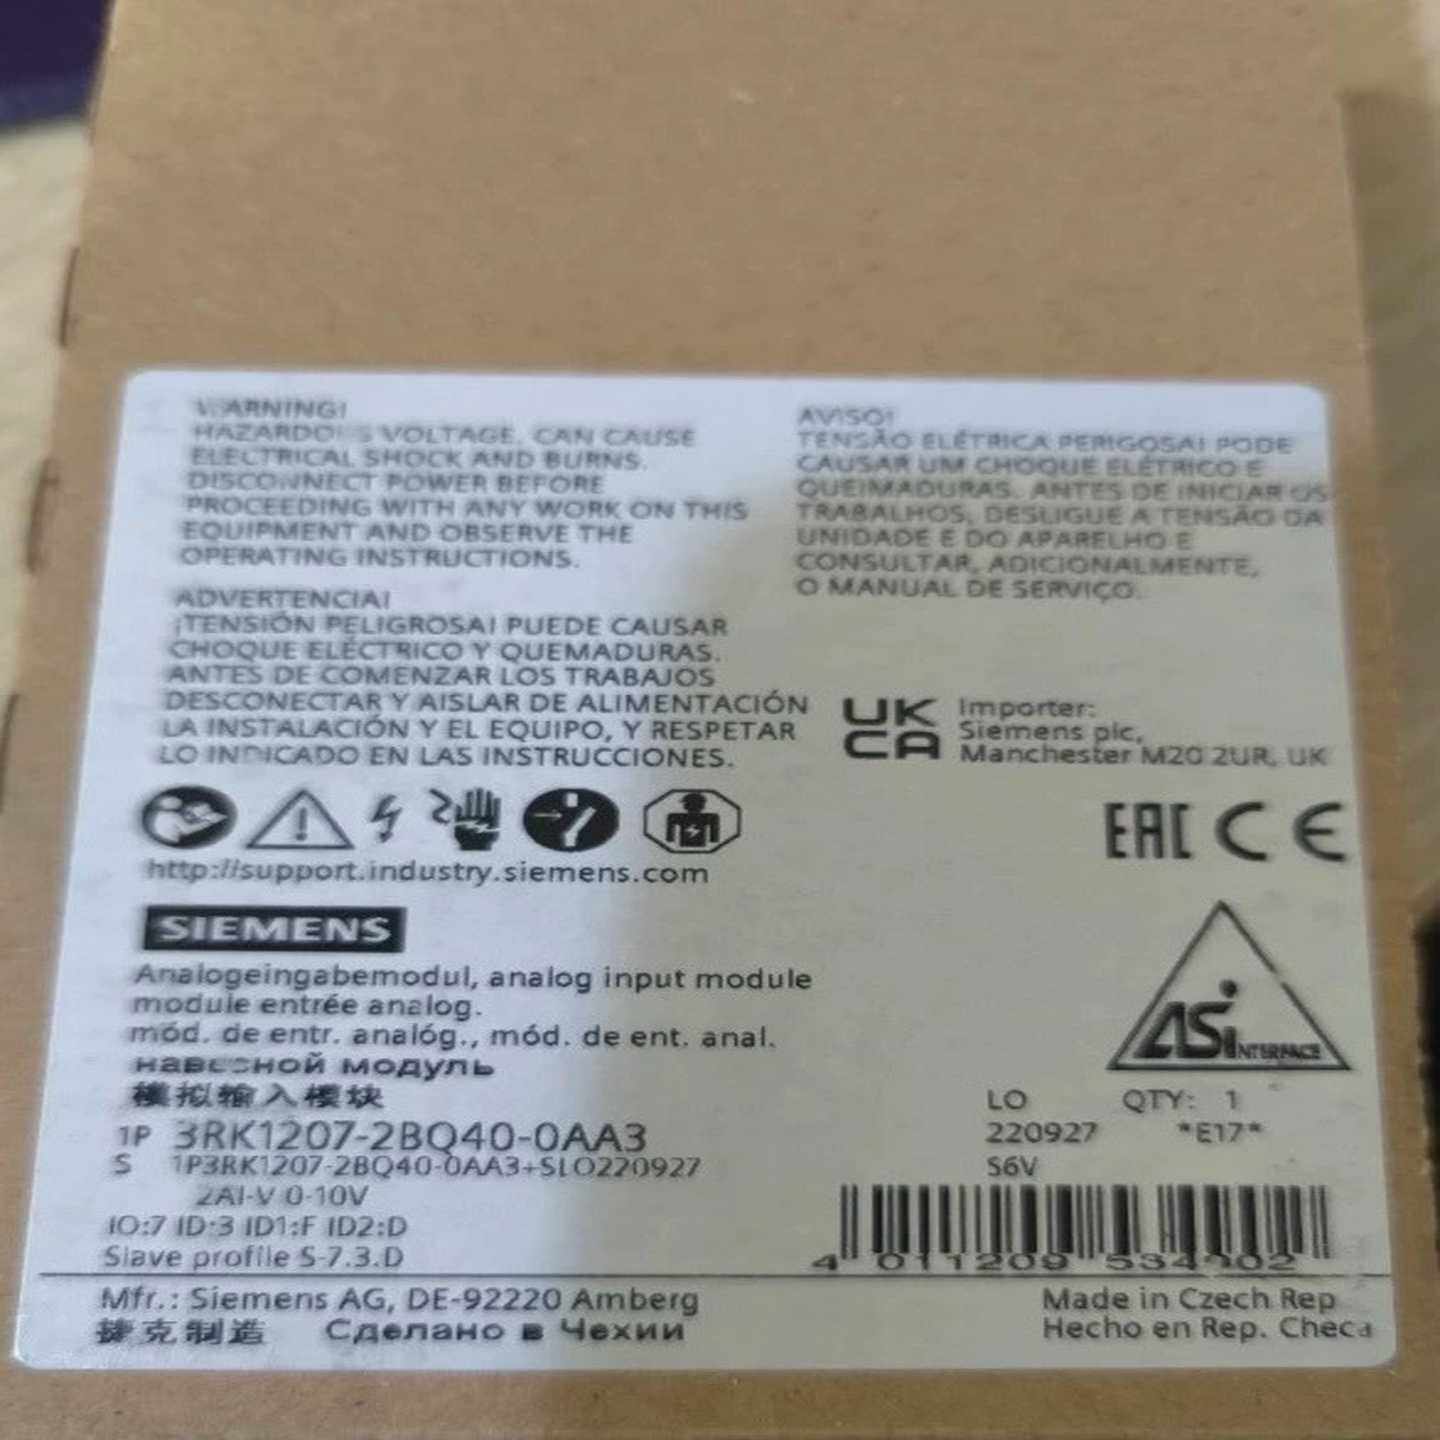 WARNING!
HAZARDOUS VOLTAGE. CAN CAUSE
ELECTRICAL SHOCK AND BURNS.
DISCONNECT POWER BEFORE
PROCEEDING WITH ANY WORK ON THIS
EQUIPMENT AND OBSERVE THE
OPERATING INSTRUCTIONS.
ADVERTENCIA!
¡TENSIÓN PELIGROSA! PUEDE CAUSAR
CHOQUE ELÉCTRICO Y QUEMADURAS.
ANTES DE COMENZAR LOS TRABAJOS
DESCONECTAR Y AISLAR DE ALIMENTACIÓN
LA INSTALACIÓN Y EL EQUIPO, Y RESPETAR
LO INDICADO EN LAS INSTRUCCIONES.
AVISO!
TENSÃO ELÉTRICA PERIGOSA! PODE
CAUSAR UM CHOQUE ELÉTRICO E
QUEIMADURAS. ANTES DE INICIAR OS
TRABALHOS, DESLIGUE A TENSÃO DA
UNIDADE E DO APARELHO E
CONSULTAR, ADICIONALMENTE,
O MANUAL DE SERVIÇO.
UK
CA
Importer:
Siemens plc,
Manchester M20 2UR, UK
EAC CE
http://support.industry.siemens.com
SIEMENS
Analogeingabemodul, analog input module
module entrée analog.
mód. de entr. analóg., mód. de ent. anal.
навесной модуль
模拟输入模块
ASi INTERFACE
1P 3RK1207-2BQ40-0AA3
S 1P3RK1207-2BQ40-0AA3+SLO220927
2AI-V 0-10V
IO:7 ID:3 ID1:F ID2:D
Slave profile S-7.3.D
LO QTY: 1
220927 *E17*
S6V
4 011209 534402
Mfr.: Siemens AG, DE-92220 Amberg
捷克制造 Сделано в Чехии
Made in Czech Rep
Hecho en Rep. Checa